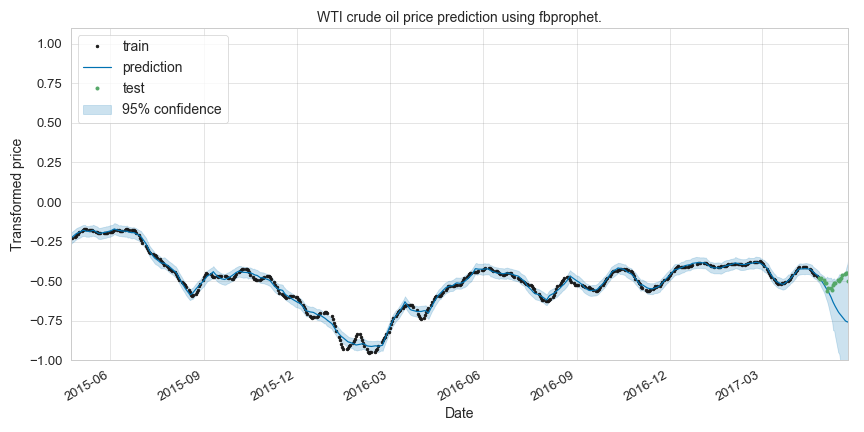 WTI crude oil price prediction using fbprophet.
train
prediction
test
95% confidence
Transformed price
1.00
0.75
0.50
0.25
0.00
−0.25
−0.50
−0.75
−1.00
2015-06
2015-09
2015-12
2016-03
2016-06
2016-09
2016-12
2017-03
Date